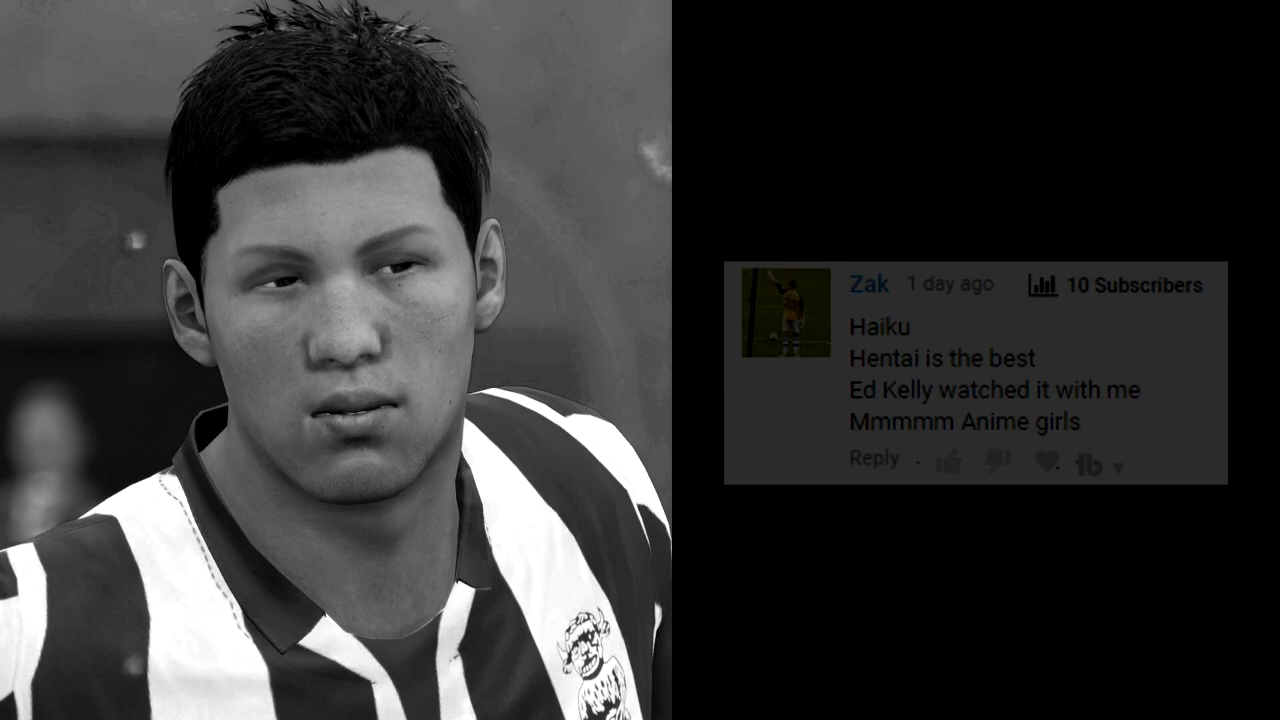 Zak 1 day ago 10 Subscribers
Haiku
Hentai is the best
Ed Kelly watched it with me
Mmmmm Anime girls
Reply